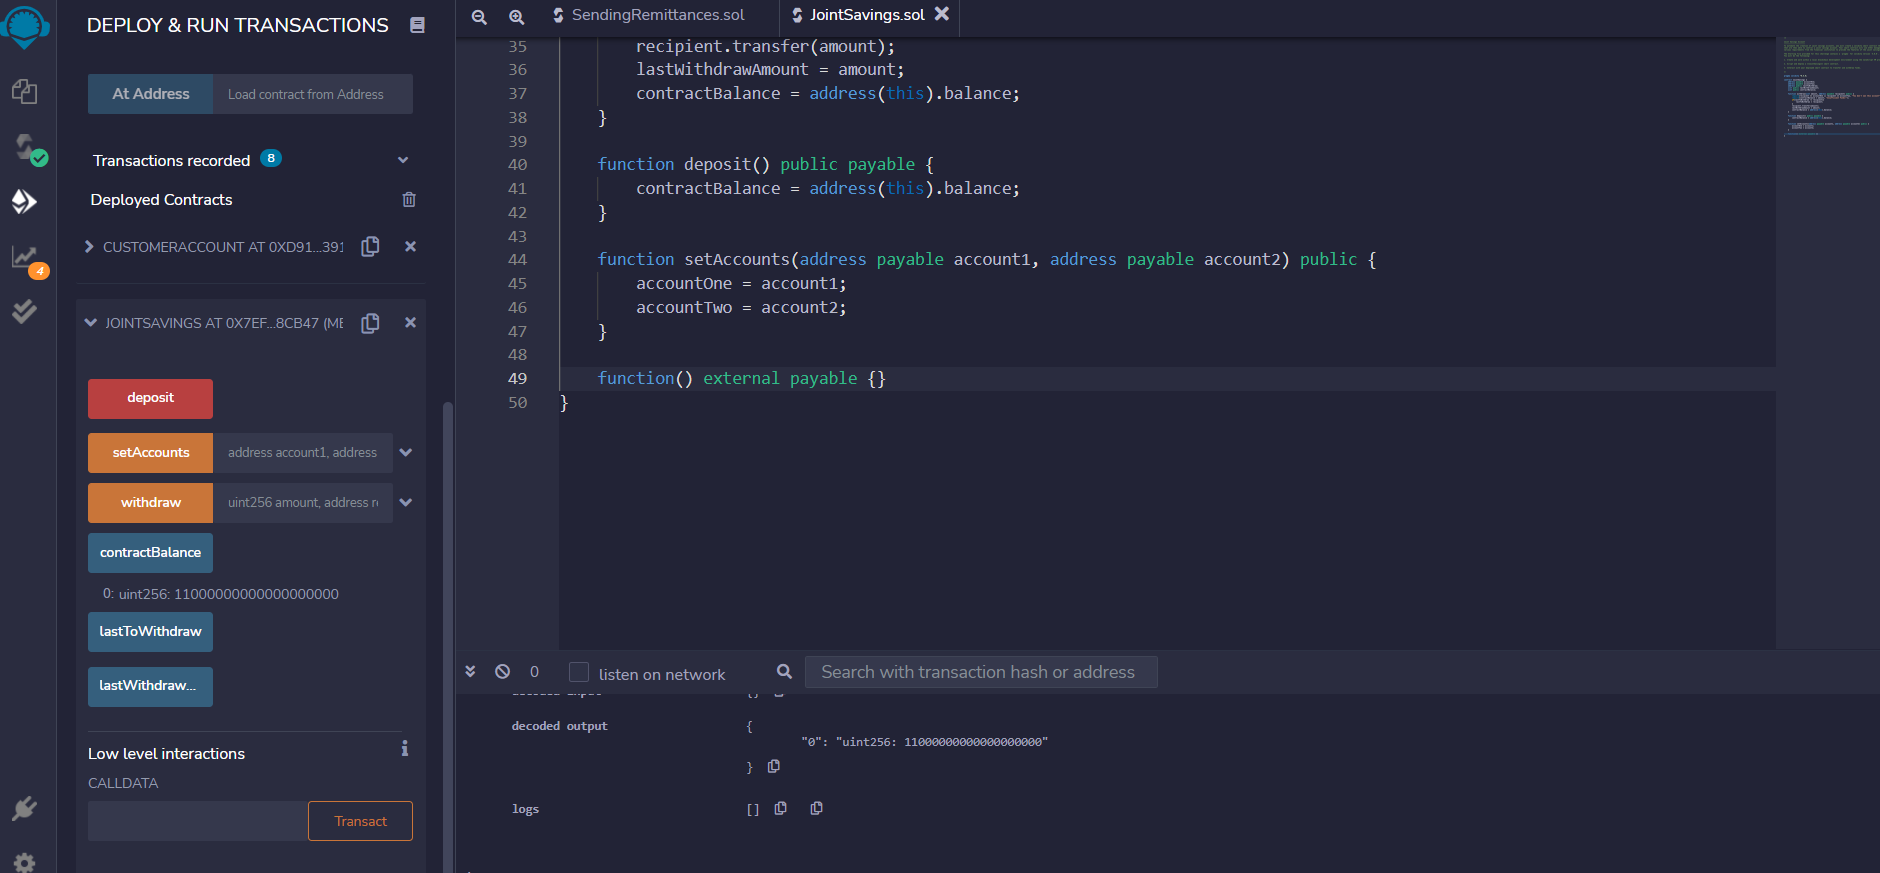 DEPLOY & RUN TRANSACTIONS
At Address
Load contract from Address
Transactions recorded
8
Deployed Contracts
CUSTOMERACCOUNT AT 0XD91...391
4
JOINTSAVINGS AT 0X7EF...8CB47 (ME
deposit
setAccounts
address account1, address
withdraw
uint256 amount, address r
contractBalance
0: uint256: 11000000000000000000
lastToWithdraw
lastWithdraw...
Low level interactions
i
CALLDATA
Transact
SendingRemittances.sol
JointSavings.sol
35 recipient.transfer(amount);
36 lastWithdrawAmount = amount;
37 contractBalance = address(this).balance;
38 }
39
40 function deposit() public payable {
41 contractBalance = address(this).balance;
42 }
43
44 function setAccounts(address payable account1, address payable account2) public {
45 accountOne = account1;
46 accountTwo = account2;
47 }
48
49 function() external payable {}
50 }
0
listen on network
Search with transaction hash or address
decoded input {}
decoded output {
"0": "uint256: 11000000000000000000"
}
logs []